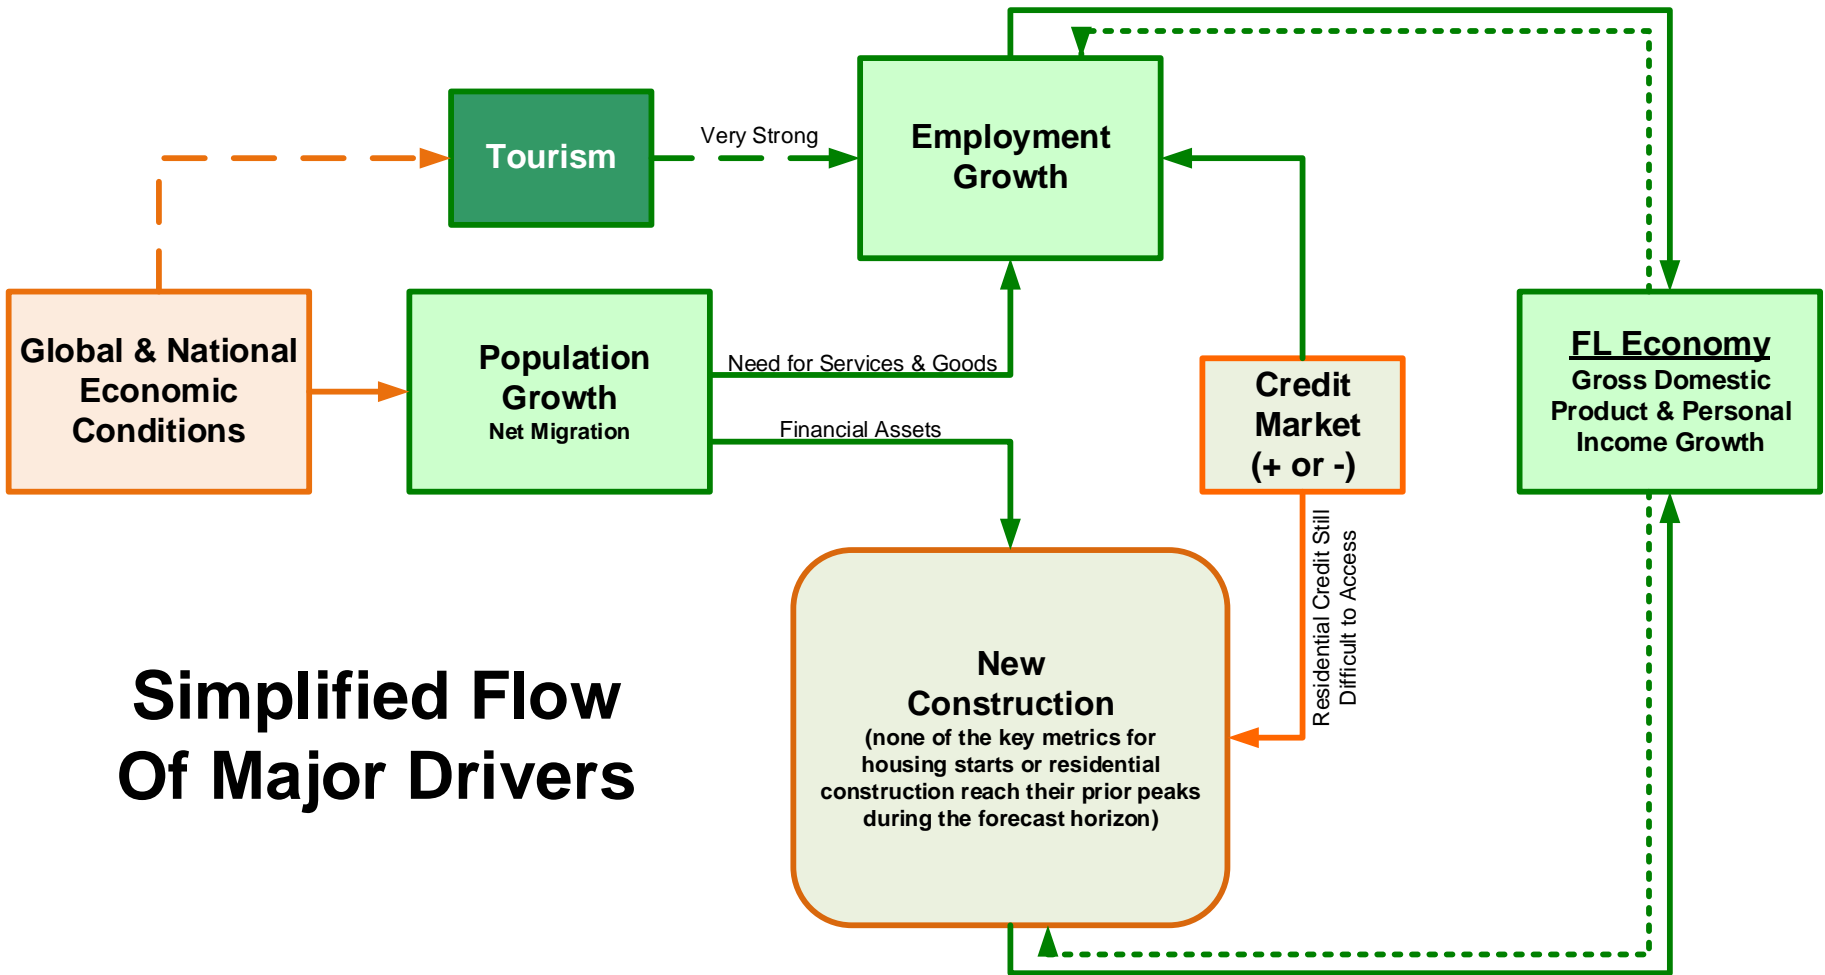 Tourism
Very Strong
Employment
Growth
Global & National
Economic
Conditions
Population
Growth
Net Migration
Need for Services & Goods
Financial Assets
Credit
Market
(+ or -)
FL Economy
Gross Domestic
Product & Personal
Income Growth
Residential Credit Still
Difficult to Access
New
Construction
(none of the key metrics for
housing starts or residential
construction reach their prior peaks
during the forecast horizon)
Simplified Flow
Of Major Drivers